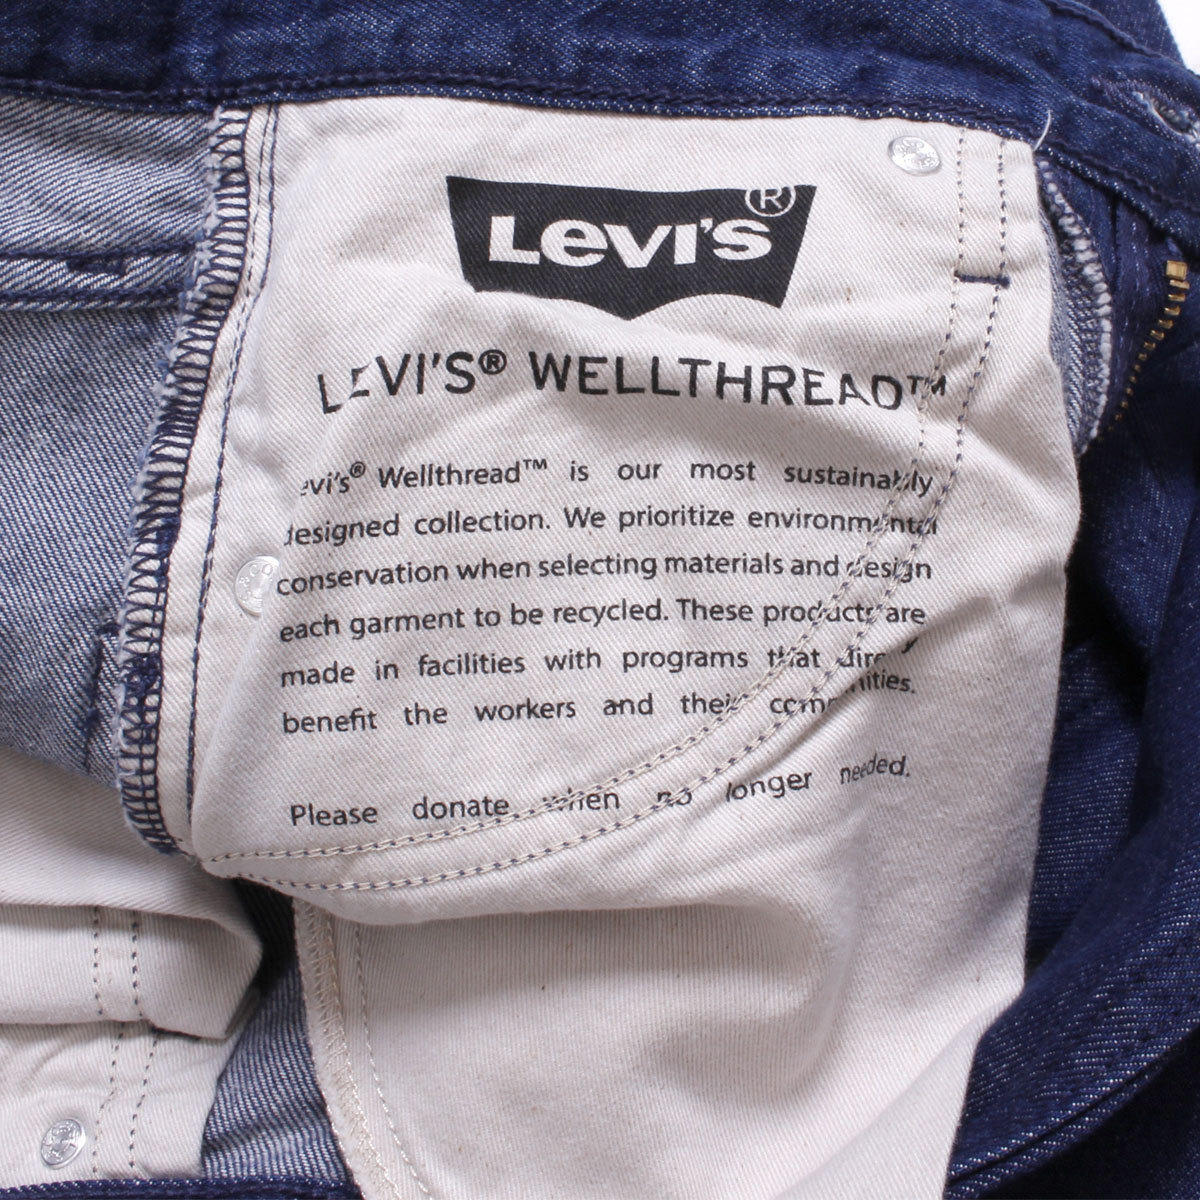 Levi's®
LEVI'S® WELLTHREAD™
Levi's® Wellthread™ is our most sustainably
designed collection. We prioritize environmental
conservation when selecting materials and design
each garment to be recycled. These products are
made in facilities with programs that directly
benefit the workers and their communities.
Please donate when no longer needed.